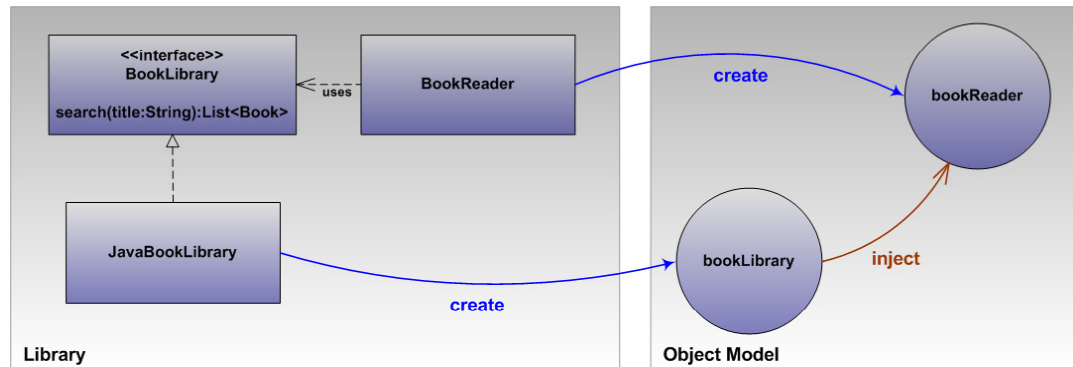 <<interface>>
BookLibrary
search(title:String):List<Book>
uses
BookReader
create
bookReader
JavaBookLibrary
create
bookLibrary
inject
Library
Object Model